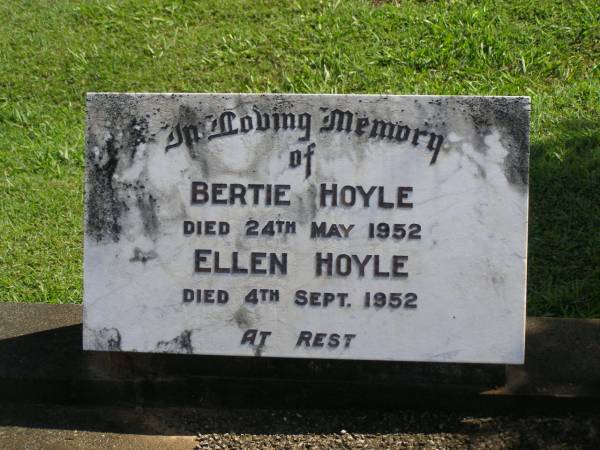 In Loving Memory
of
BERTIE HOYLE
DIED 24TH MAY 1952
ELLEN HOYLE
DIED 4TH SEPT. 1952
AT REST